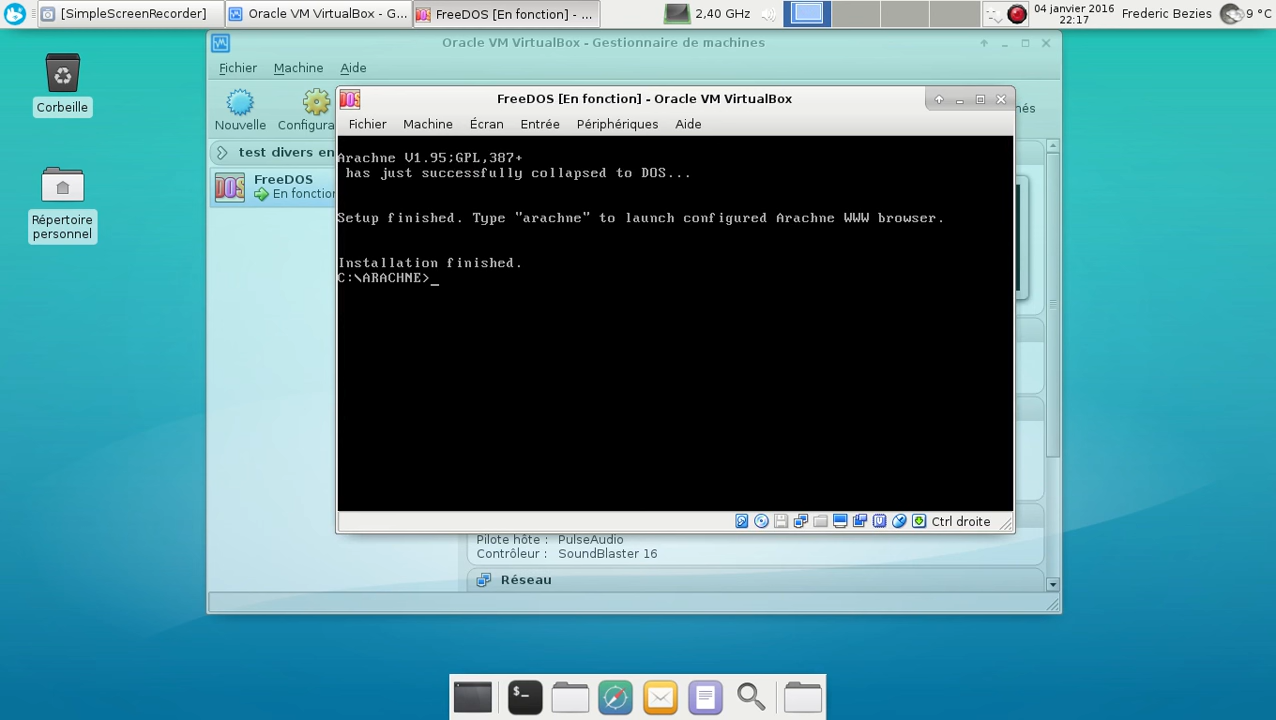 [SimpleScreenRecorder]
Oracle VM VirtualBox - G...
FreeDOS [En fonction] - ...
2,40 GHz
04 janvier 2016
22:17
Frederic Bezies
9 °C
Corbeille
Répertoire
personnel
Oracle VM VirtualBox - Gestionnaire de machines
Fichier Machine Aide
Nouvelle
Configura
nés
test divers en
FreeDOS
En fonction
FreeDOS [En fonction] - Oracle VM VirtualBox
Fichier Machine Écran Entrée Périphériques Aide
Arachne V1.95;GPL,387+
has just successfully collapsed to DOS...
Setup finished. Type "arachne" to launch configured Arachne WWW browser.
Installation finished.
C:\ARACHNE>_
Ctrl droite
Pilote hôte : PulseAudio
Contrôleur : SoundBlaster 16
Réseau
$_